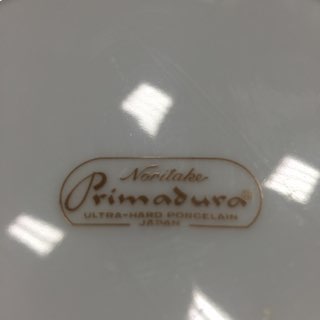 Noritake
Primadura®
ULTRA-HARD PORCELAIN
JAPAN